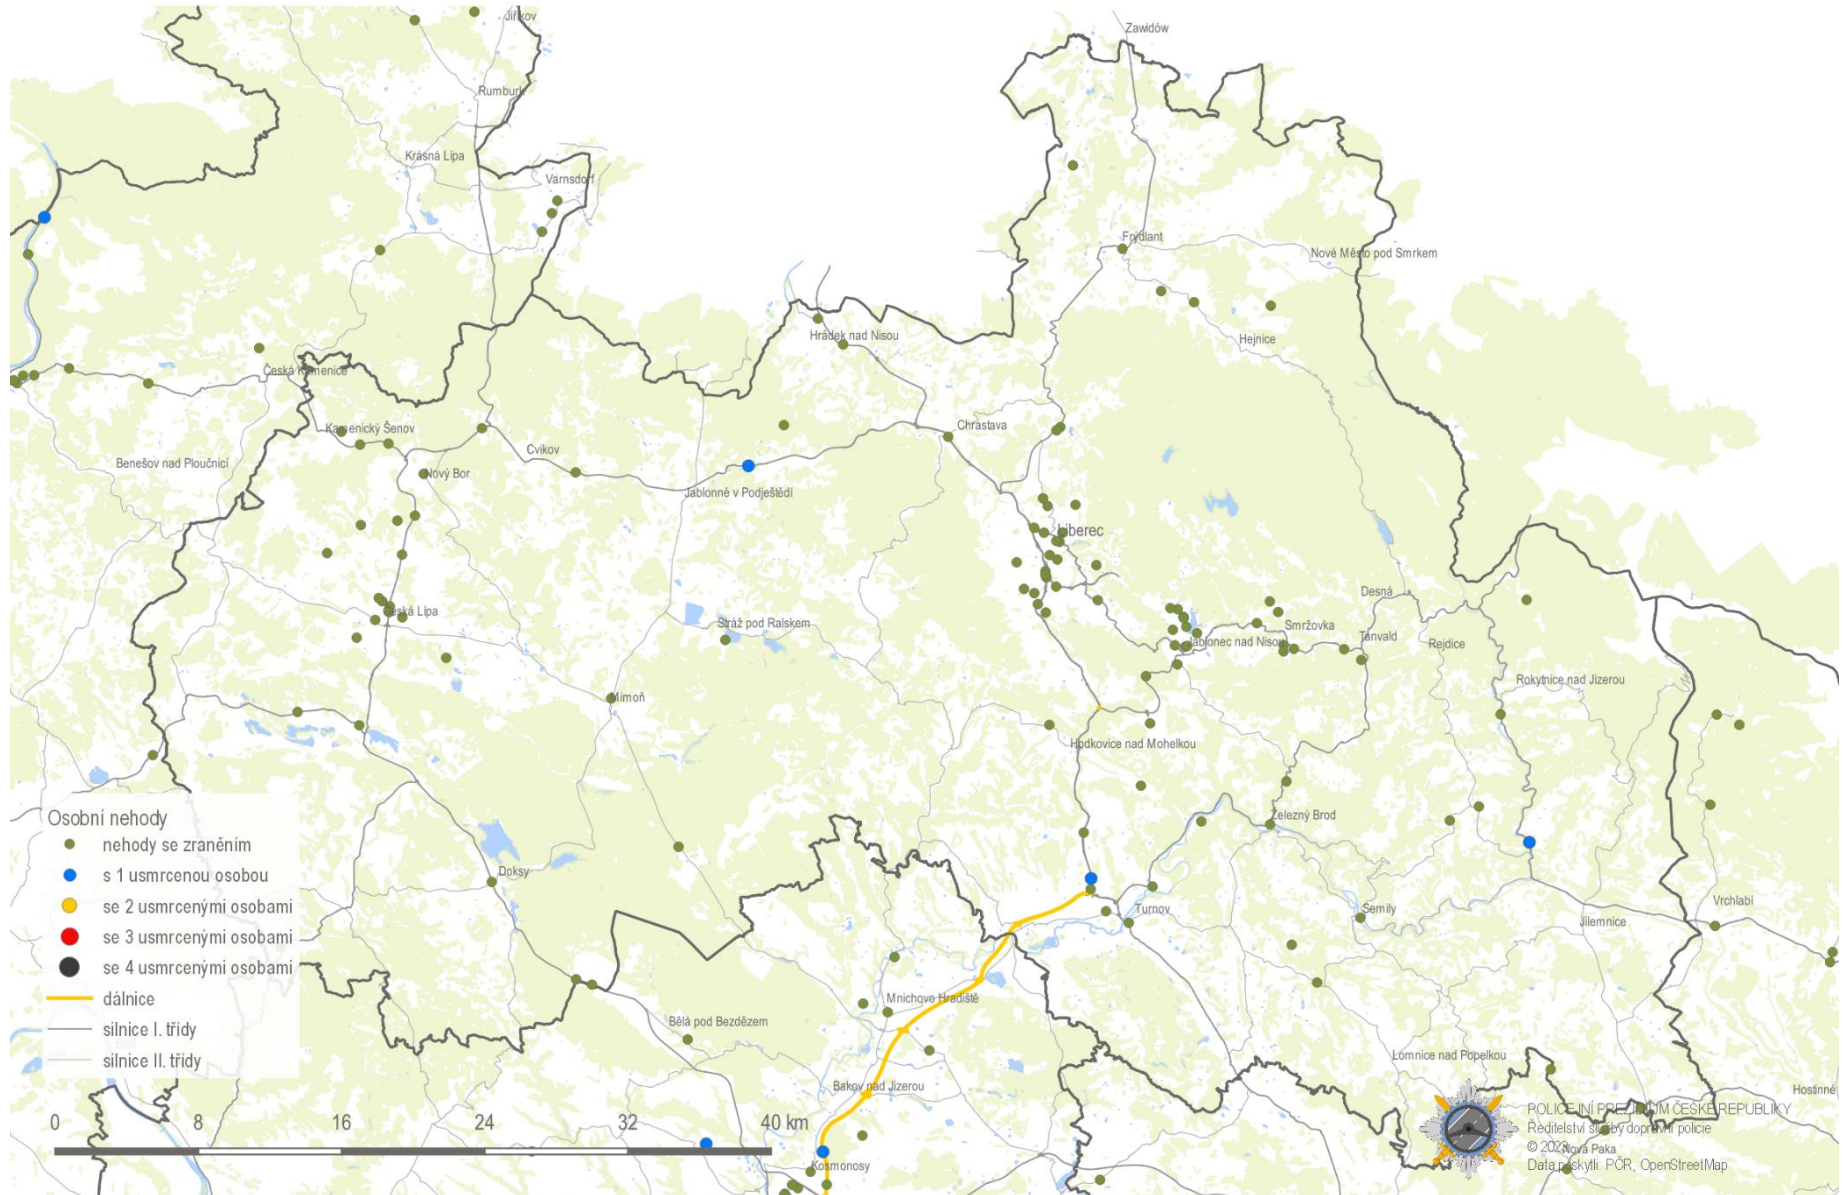 Jiříkov
Zawidów
Rumburk
Krásná Lípa
Varnsdorf
Frýdlant
Nové Město pod Smrkem
Hrádek nad Nisou
Hejnice
Česká Kamenice
Kamenický Šenov
Chrastava
Cvikov
Benešov nad Ploučnicí
Nový Bor
Jablonné v Podještědí
Liberec
Desná
Česká Lípa
Stráž pod Ralskem
Smržovka
Tanvald
Rejdice
Jablonec nad Nisou
Rokytnice nad Jizerou
Mimoň
Hodkovice nad Mohelkou
Železný Brod
Osobní nehody
nehody se zraněním
s 1 usmrcenou osobou
se 2 usmrcenými osobami
se 3 usmrcenými osobami
se 4 usmrcenými osobami
dálnice
silnice I. třídy
silnice II. třídy
Doksy
Turnov
Semily
Jilemnice
Vrchlabí
Mnichovo Hradiště
Bělá pod Bezdězem
Lomnice nad Popelkou
Bakov nad Jizerou
Hostinné
0 8 16 24 32 40 km
Kosmonosy
POLICEJNÍ PREZIDIUM ČESKÉ REPUBLIKY
Ředitelství služby dopravní policie
© 2023
Nová Paka
Data poskytli: PČR, OpenStreetMap